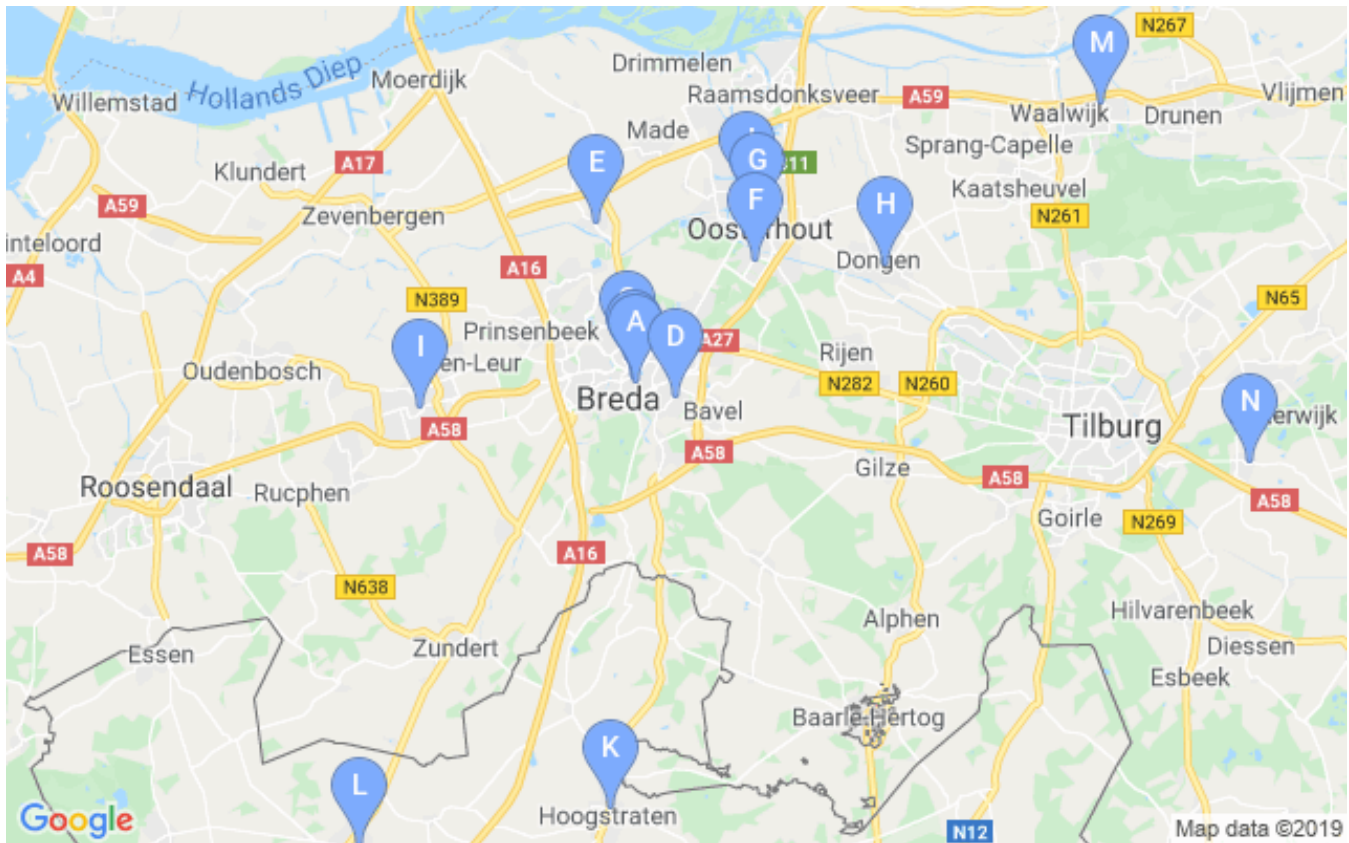 N267
M
Drimmelen
Moerdijk
Hollands Diep
Willemstad
Raamsdonksveer
A59
Vlijmen
Waalwijk
Drunen
Made
Sprang-Capelle
A17
Klundert
E
G
Kaatsheuvel
A59
F
H
N261
Zevenbergen
Dongen
A4
A16
N389
N65
Prinsenbeek
A
D
A27
I
Rijen
Oudenbosch
N282
N260
Breda
Bavel
N
Tilburg
A58
A58
Gilze
A58
Roosendaal
Rucphen
A58
Goirle
N269
A58
A16
N638
Alphen
Hilvarenbeek
Zundert
Diessen
Essen
Esbeek
Baarle-Hertog
K
L
Hoogstraten
Google
N12
Map data ©2019